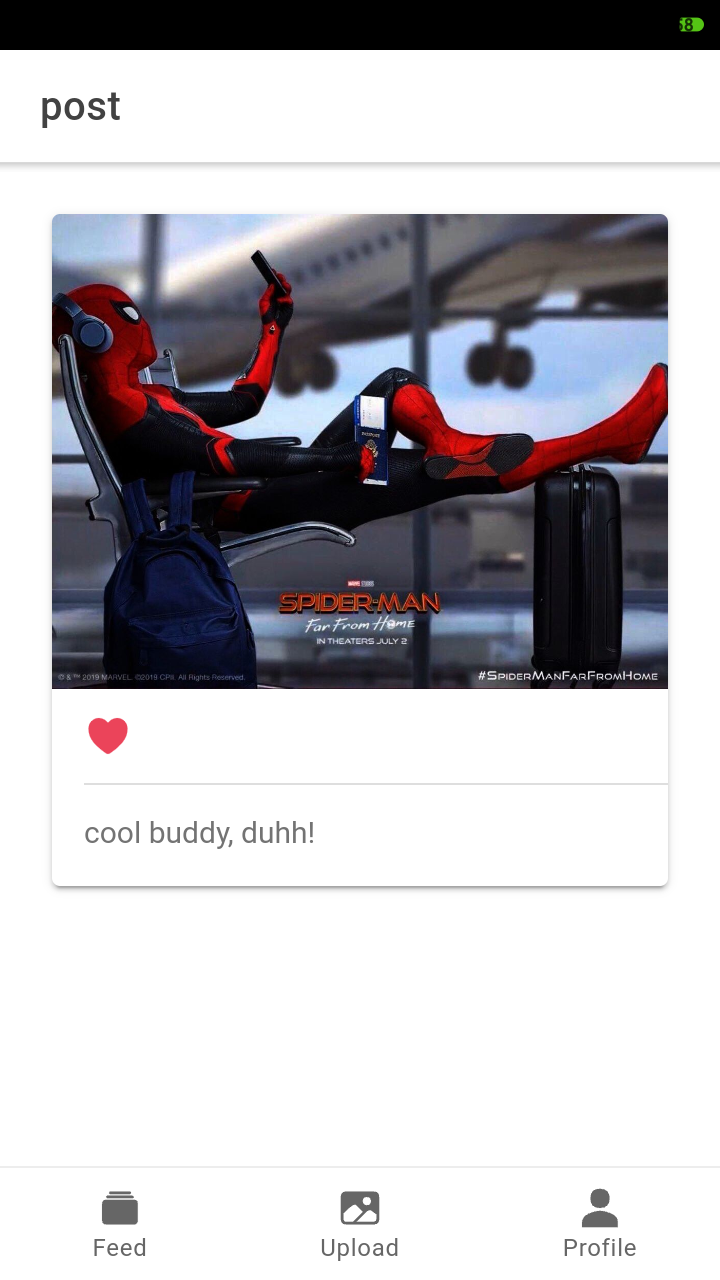 post
PASSPORT
MARVEL STUDIOS
SPIDER-MAN
Far From Home
IN THEATERS JULY 2
© & ™ 2019 MARVEL. ©2019 CPII. All Rights Reserved.
#SPIDERMANFARFROMHOME
cool buddy, duhh!
Feed
Upload
Profile